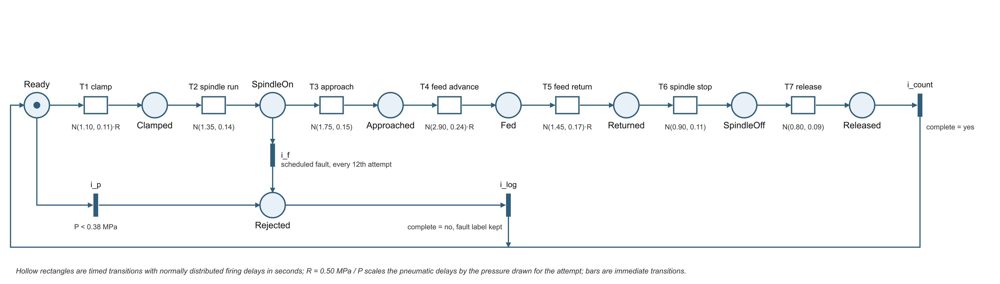 Ready
T1 clamp
T2 spindle run
SpindleOn
T3 approach
T4 feed advance
T5 feed return
T6 spindle stop
T7 release
i_count
N(1.10, 0.11)·R
Clamped
N(1.35, 0.14)
N(1.75, 0.15)
Approached
N(2.90, 0.24)·R
Fed
N(1.45, 0.17)·R
Returned
N(0.90, 0.11)
SpindleOff
N(0.80, 0.09)
Released
complete = yes
i_f
scheduled fault, every 12th attempt
i_p
i_log
P < 0.38 MPa
Rejected
complete = no, fault label kept
Hollow rectangles are timed transitions with normally distributed firing delays in seconds; R = 0.50 MPa / P scales the pneumatic delays by the pressure drawn for the attempt; bars are immediate transitions.